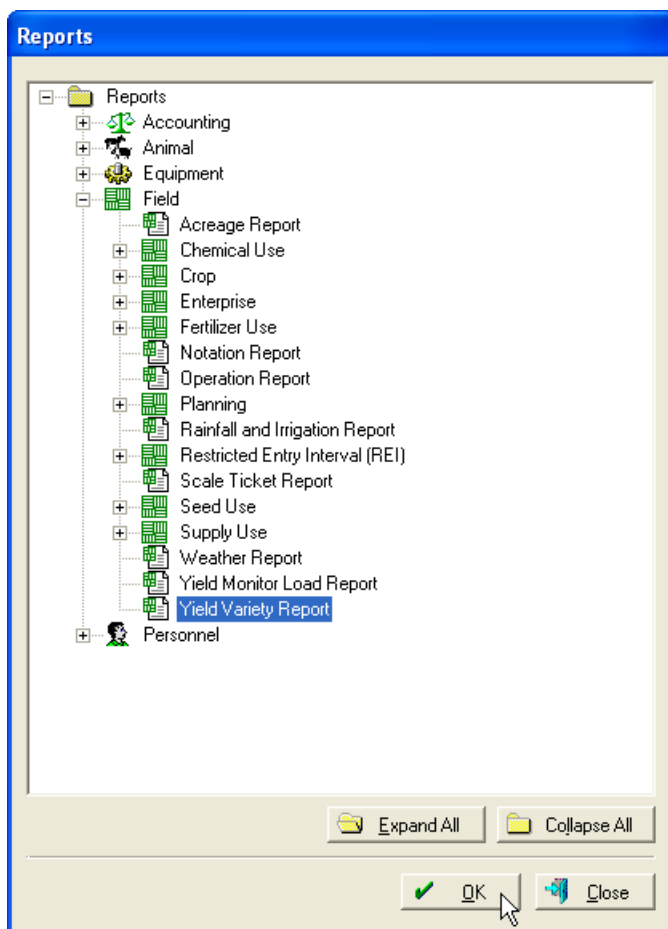 Reports
Reports
Accounting
Animal
Equipment
Field
Acreage Report
Chemical Use
Crop
Enterprise
Fertilizer Use
Notation Report
Operation Report
Planning
Rainfall and Irrigation Report
Restricted Entry Interval (REI)
Scale Ticket Report
Seed Use
Supply Use
Weather Report
Yield Monitor Load Report
Yield Variety Report
Personnel
Expand All Collapse All
OK Close